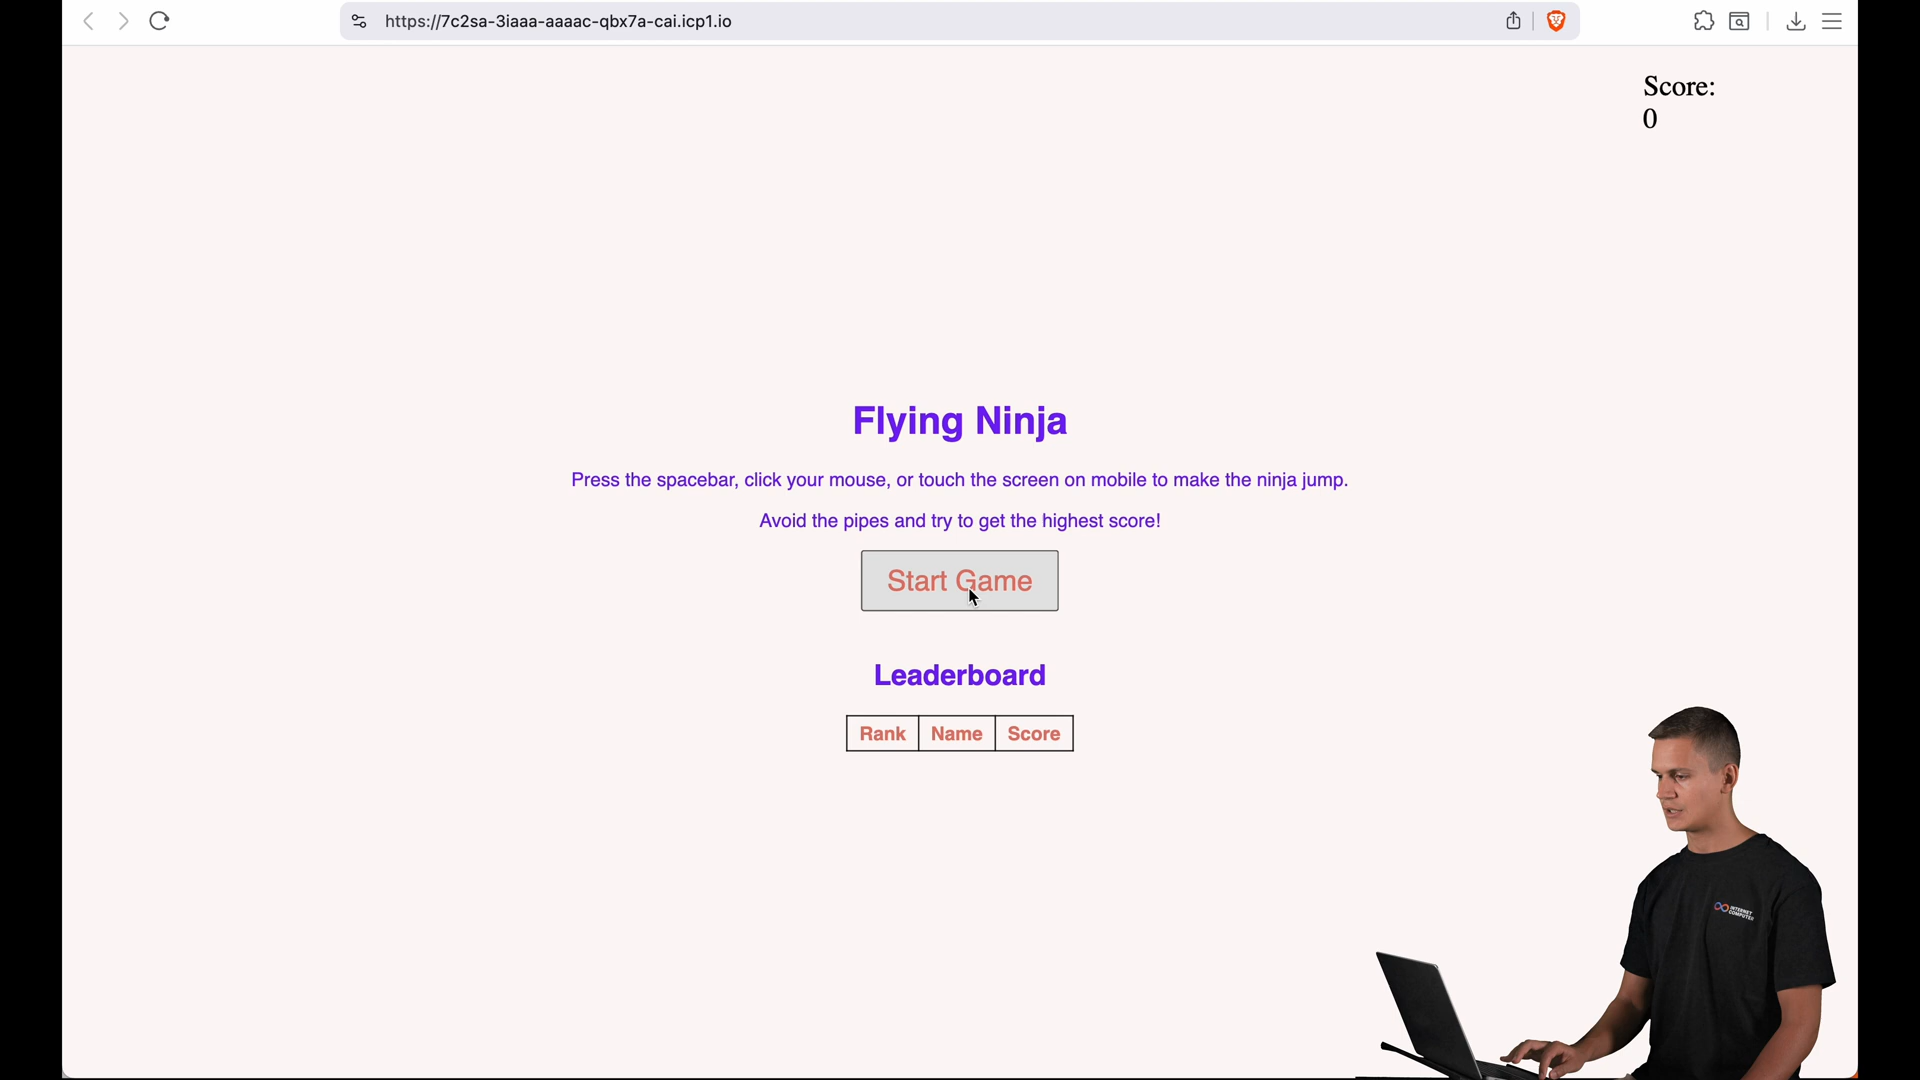 https://7c2sa-3iaaa-aaaac-qbx7a-cai.icp1.io
Score:
0
Flying Ninja
Press the spacebar, click your mouse, or touch the screen on mobile to make the ninja jump.
Avoid the pipes and try to get the highest score!
Start Game
Leaderboard
Rank Name Score
INTERNET
COMPUTER